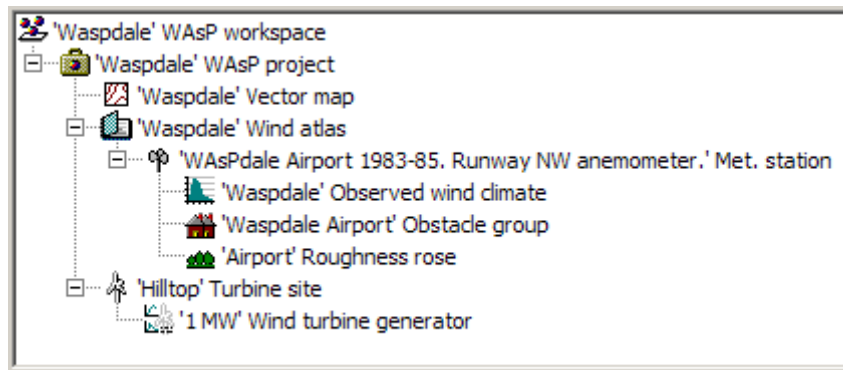 'Waspdale' WAsP workspace
'Waspdale' WAsP project
'Waspdale' Vector map
'Waspdale' Wind atlas
'WAsPdale Airport 1983-85. Runway NW anemometer.' Met. station
'Waspdale' Observed wind climate
'Waspdale Airport' Obstacle group
'Airport' Roughness rose
'Hilltop' Turbine site
'1 MW' Wind turbine generator